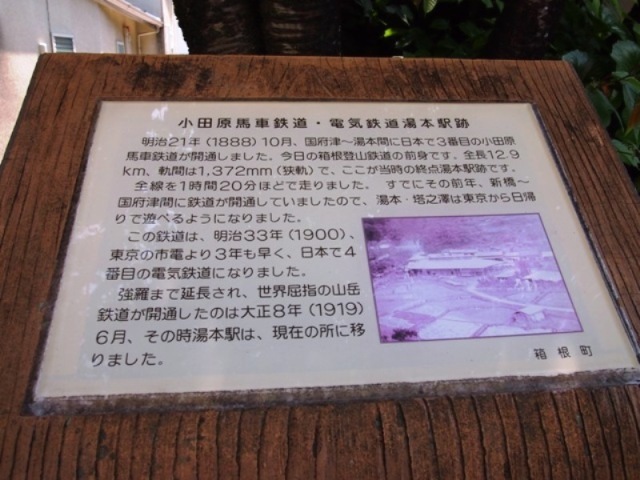 小田原馬車鉄道・電気鉄道湯本駅跡
明治21年(1888)10月、国府津～湯本間に日本で3番目の小田原
馬車鉄道が開通しました。今日の箱根登山鉄道の前身です。全長12.9
km、軌間は1,372mm(狭軌)で、ここが当時の終点湯本駅跡です。
全線を1時間20分ほどで走りました。 すでにその前年、新橋～
国府津間に鉄道が開通していましたので、湯本・塔之澤は東京から日帰
りで遊べるようになりました。
この鉄道は、明治33年(1900)、
東京の市電より3年も早く、日本で4
番目の電気鉄道になりました。
強羅まで延長され、世界屈指の山岳
鉄道が開通したのは大正8年(1919)
6月、その時湯本駅は、現在の所に移
りました。
箱根町